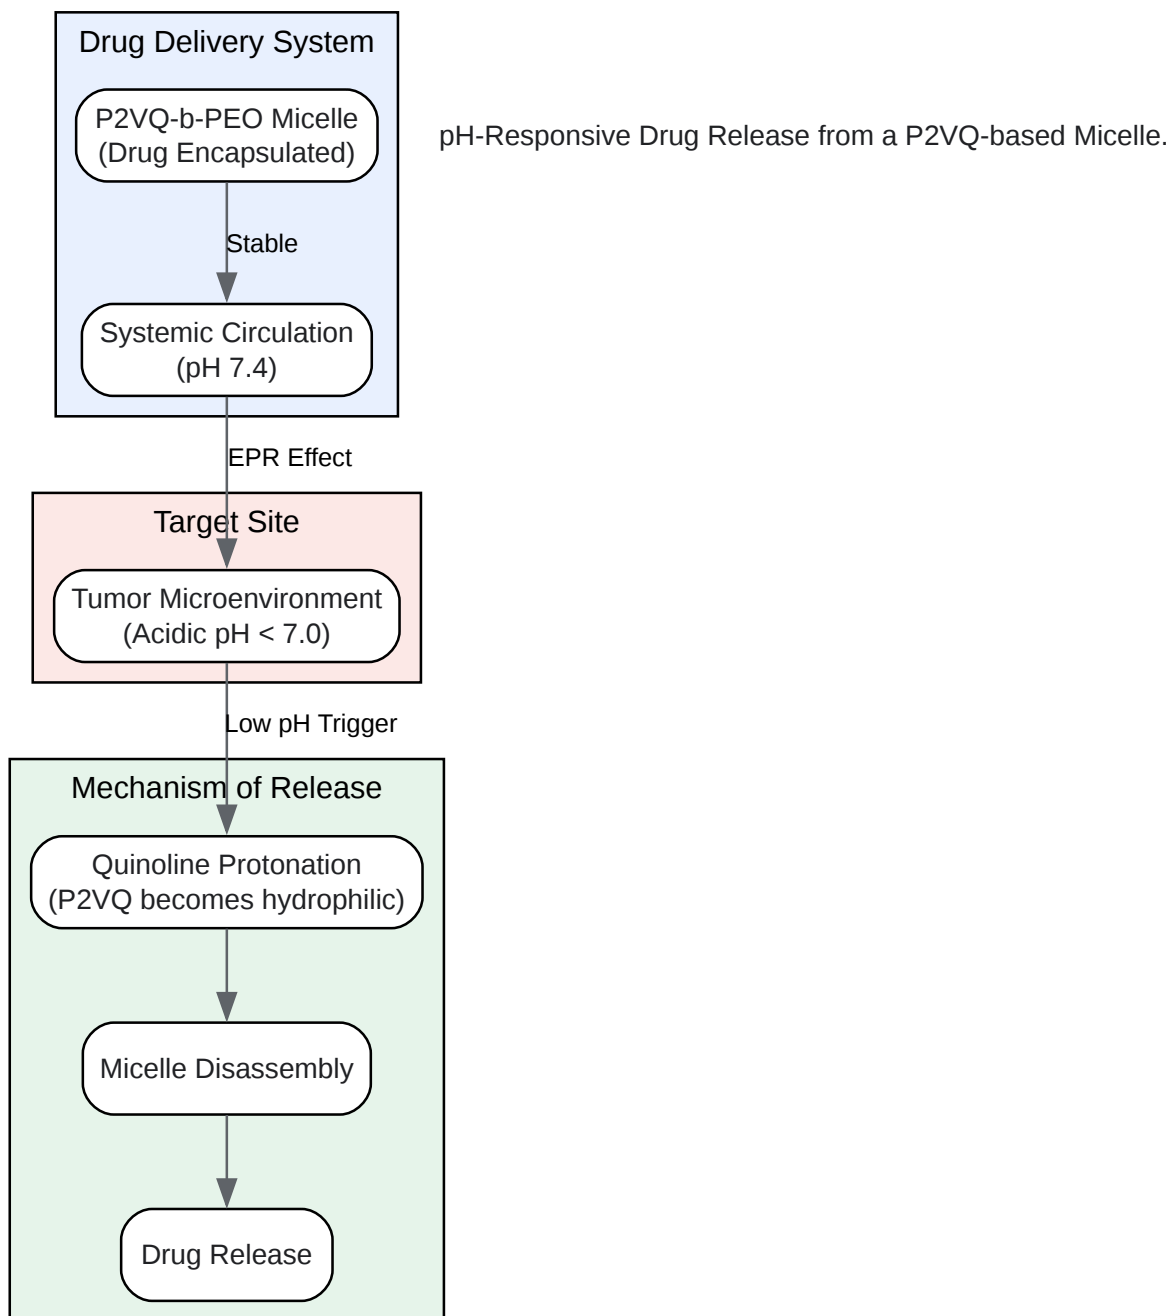 Drug Delivery System
P2VQ-b-PEO Micelle
(Drug Encapsulated)
pH-Responsive Drug Release from a P2VQ-based Micelle.
Stable
Systemic Circulation
(pH 7.4)
EPR Effect
Target Site
Tumor Microenvironment
(Acidic pH < 7.0)
Low pH Trigger
Mechanism of Release
Quinoline Protonation
(P2VQ becomes hydrophilic)
Micelle Disassembly
Drug Release